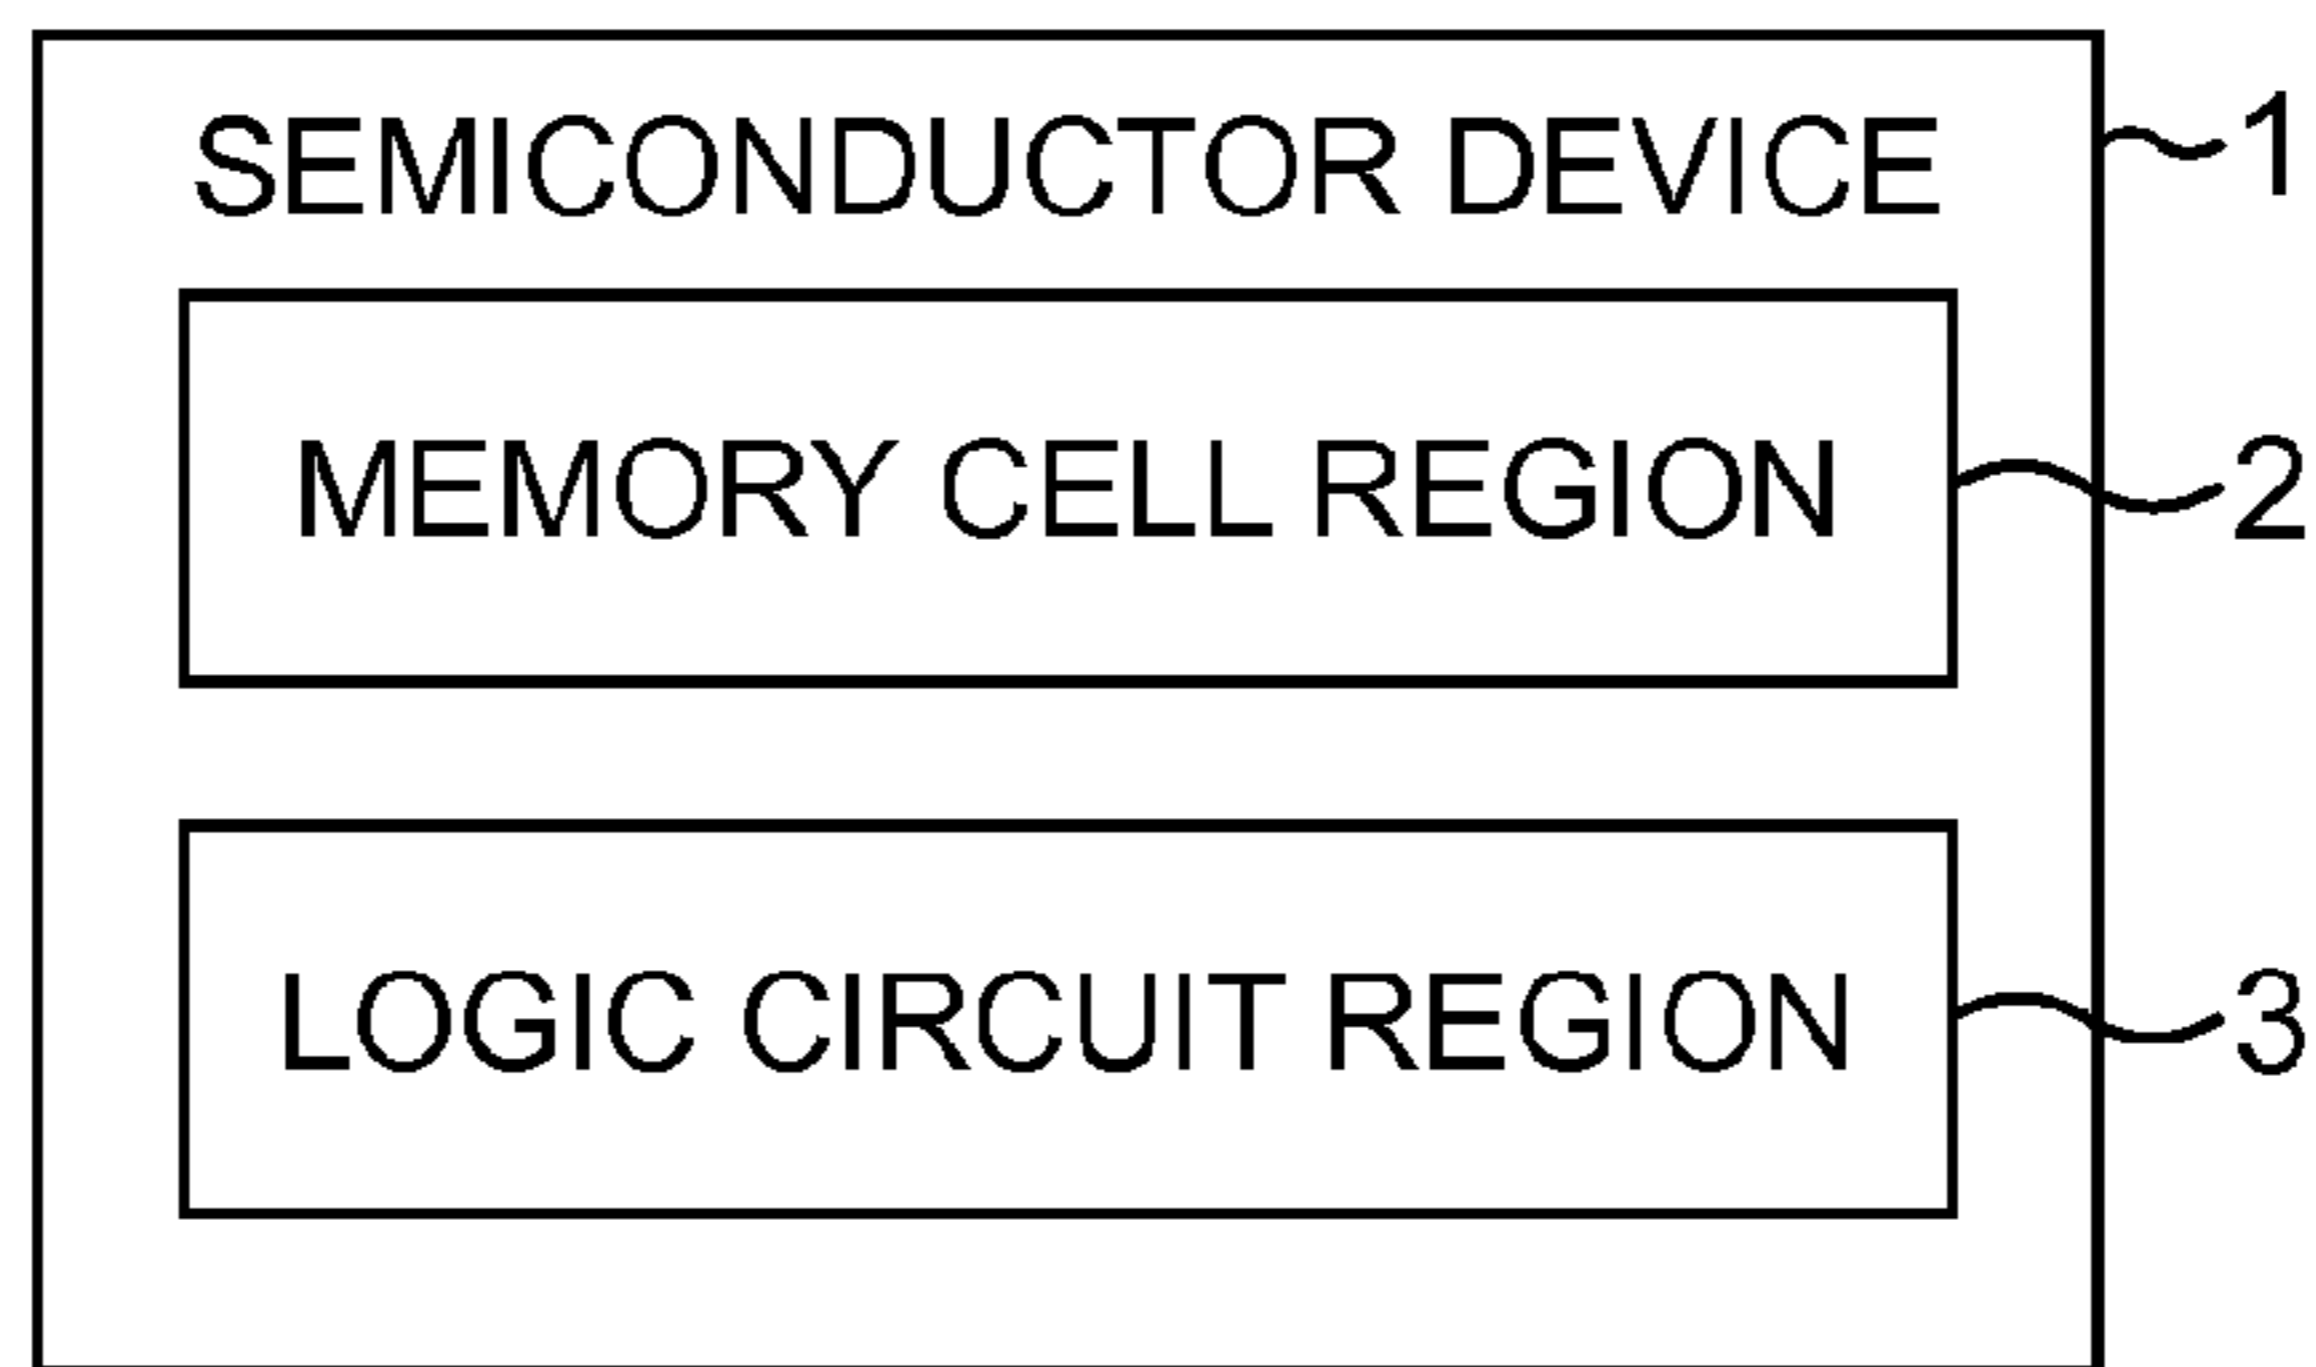 SEMICONDUCTOR DEVICE 1
MEMORY CELL REGION 2
LOGIC CIRCUIT REGION 3